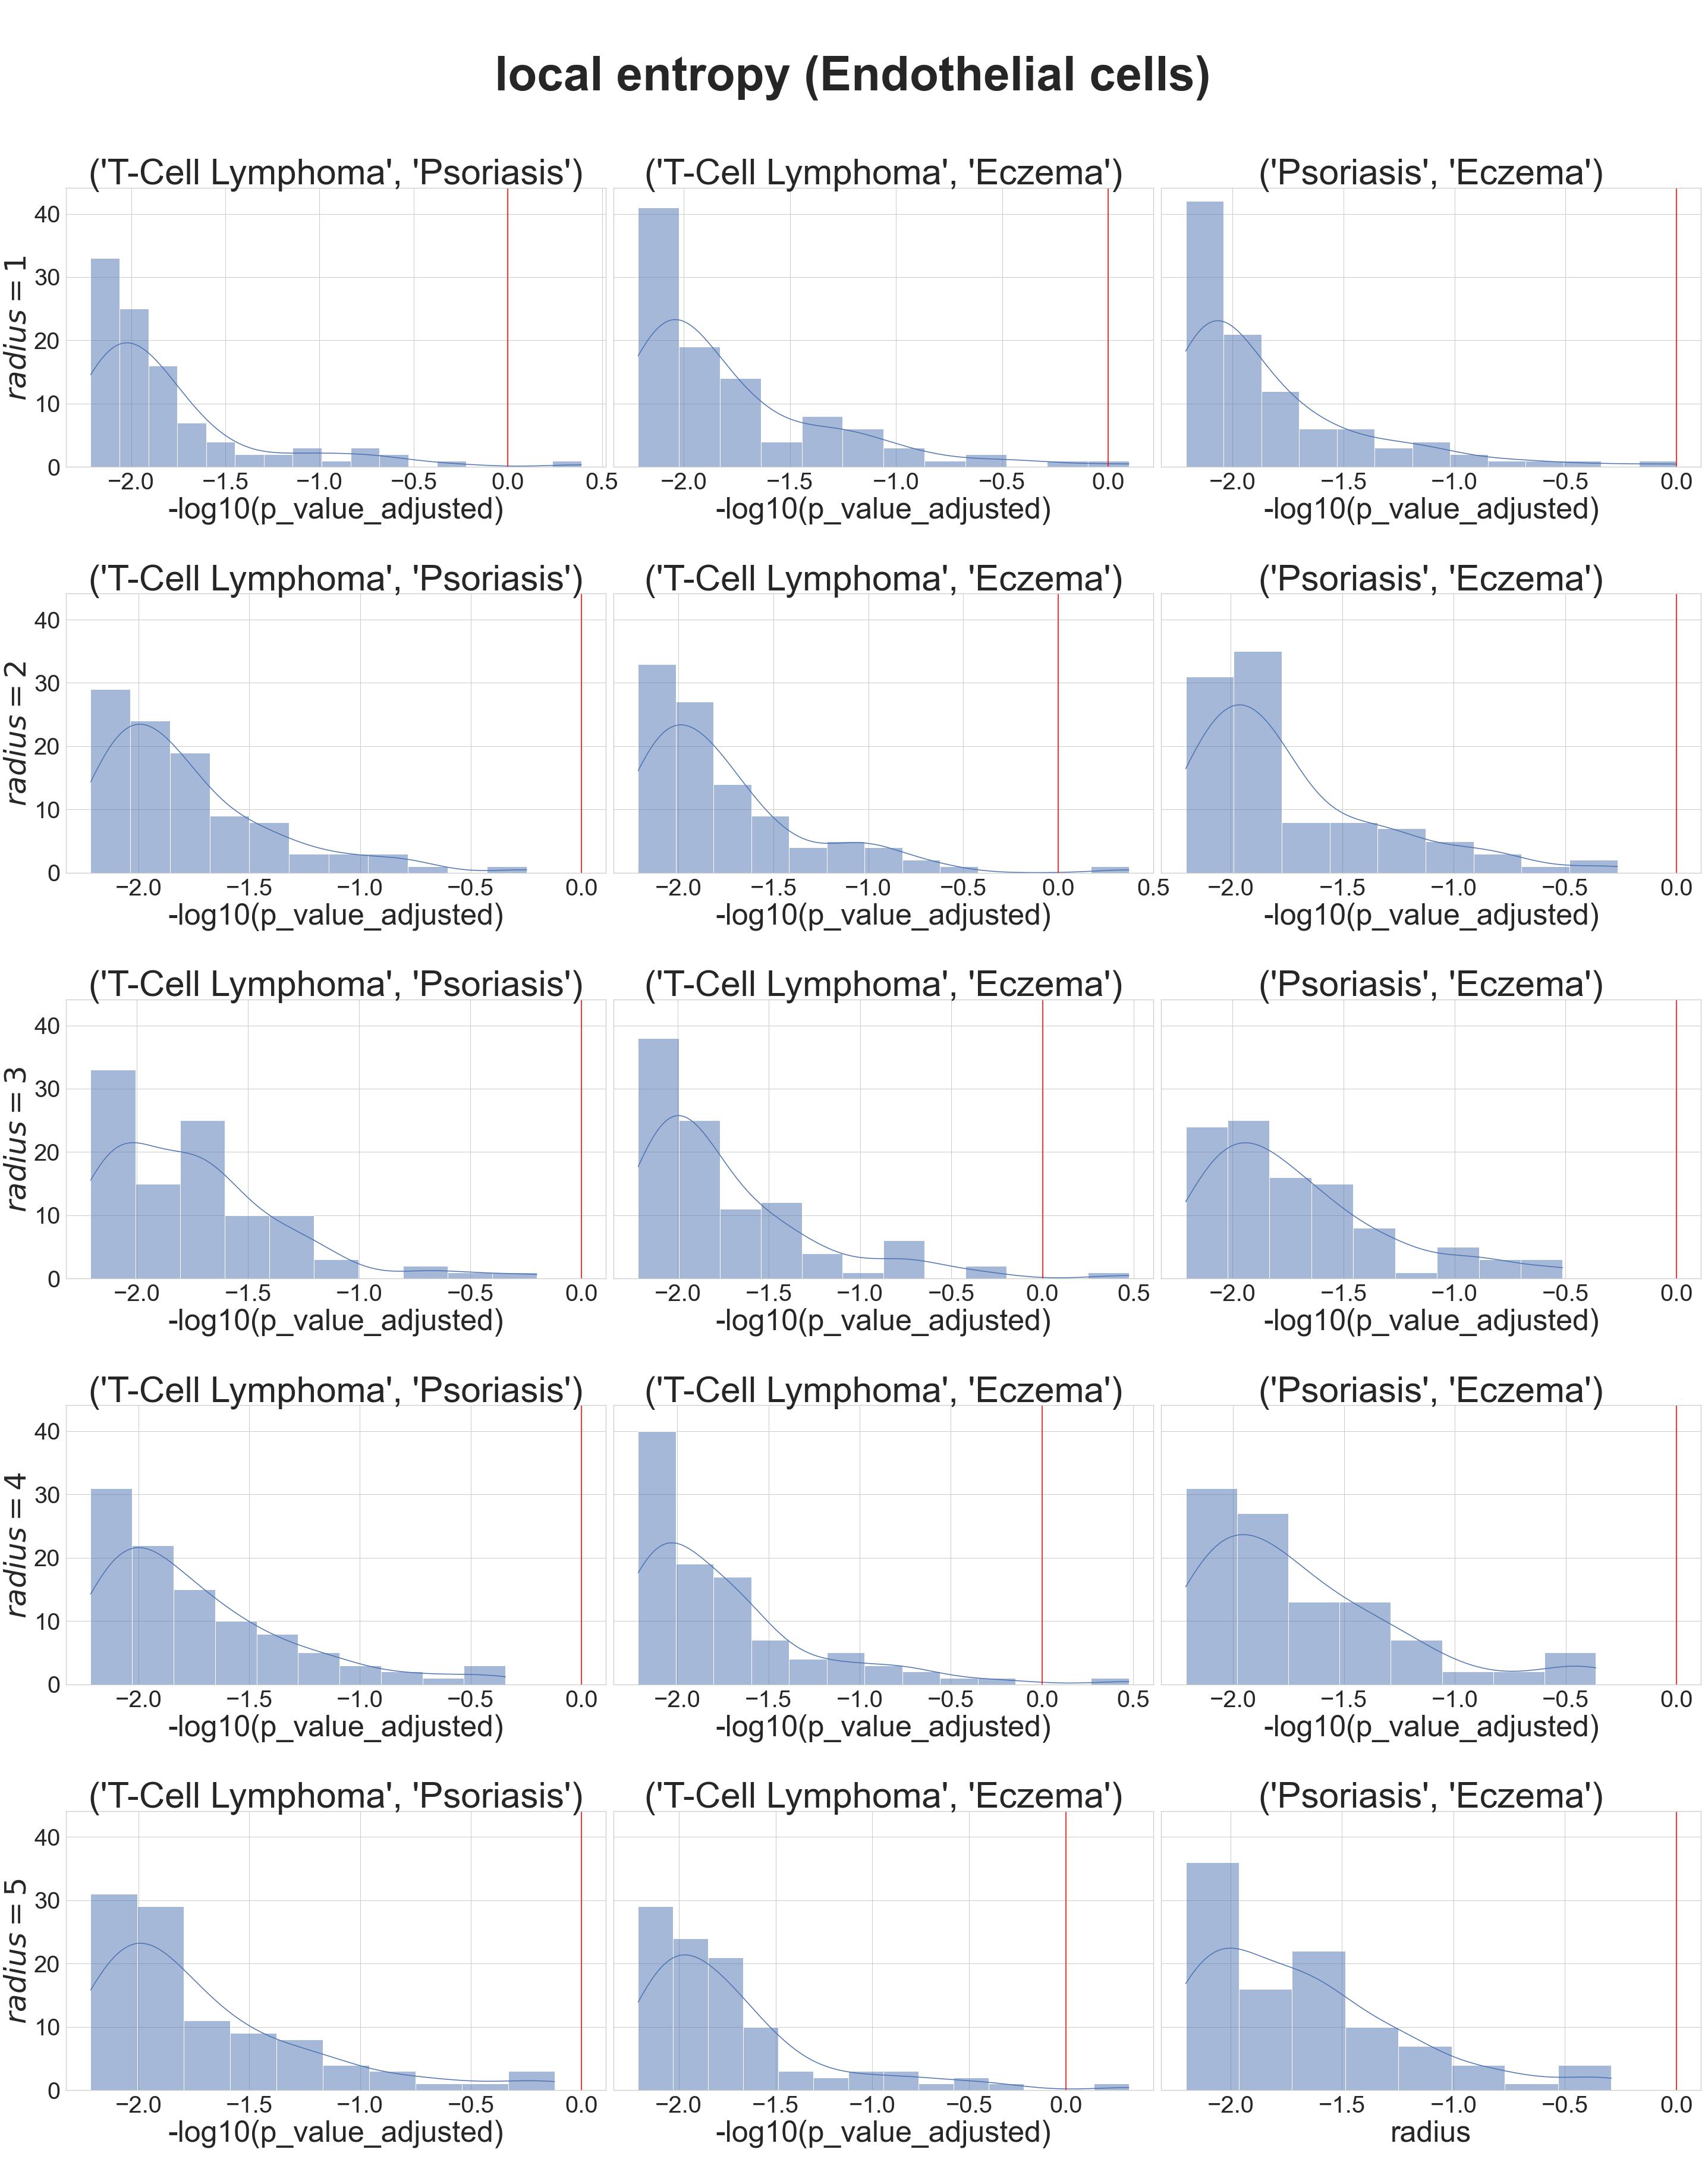 local entropy (Endothelial cells)
('T-Cell Lymphoma', 'Psoriasis') ('T-Cell Lymphoma', 'Eczema') ('Psoriasis', 'Eczema')
40
30
20
10
0
radius = 1
−2.0 −1.5 −1.0 −0.5 0.0 0.5 −2.0 −1.5 −1.0 −0.5 0.0 −2.0 −1.5 −1.0 −0.5 0.0
-log10(p_value_adjusted) -log10(p_value_adjusted) -log10(p_value_adjusted)
('T-Cell Lymphoma', 'Psoriasis') ('T-Cell Lymphoma', 'Eczema') ('Psoriasis', 'Eczema')
40
30
20
10
0
radius = 2
−2.0 −1.5 −1.0 −0.5 0.0 −2.0 −1.5 −1.0 −0.5 0.0 0.5 −2.0 −1.5 −1.0 −0.5 0.0
-log10(p_value_adjusted) -log10(p_value_adjusted) -log10(p_value_adjusted)
('T-Cell Lymphoma', 'Psoriasis') ('T-Cell Lymphoma', 'Eczema') ('Psoriasis', 'Eczema')
40
30
20
10
0
radius = 3
−2.0 −1.5 −1.0 −0.5 0.0 −2.0 −1.5 −1.0 −0.5 0.0 0.5 −2.0 −1.5 −1.0 −0.5 0.0
-log10(p_value_adjusted) -log10(p_value_adjusted) -log10(p_value_adjusted)
('T-Cell Lymphoma', 'Psoriasis') ('T-Cell Lymphoma', 'Eczema') ('Psoriasis', 'Eczema')
40
30
20
10
0
radius = 4
−2.0 −1.5 −1.0 −0.5 0.0 −2.0 −1.5 −1.0 −0.5 0.0 0.5 −2.0 −1.5 −1.0 −0.5 0.0
-log10(p_value_adjusted) -log10(p_value_adjusted) -log10(p_value_adjusted)
('T-Cell Lymphoma', 'Psoriasis') ('T-Cell Lymphoma', 'Eczema') ('Psoriasis', 'Eczema')
40
30
20
10
0
radius = 5
−2.0 −1.5 −1.0 −0.5 0.0 −2.0 −1.5 −1.0 −0.5 0.0 −2.0 −1.5 −1.0 −0.5 0.0
-log10(p_value_adjusted) -log10(p_value_adjusted) radius